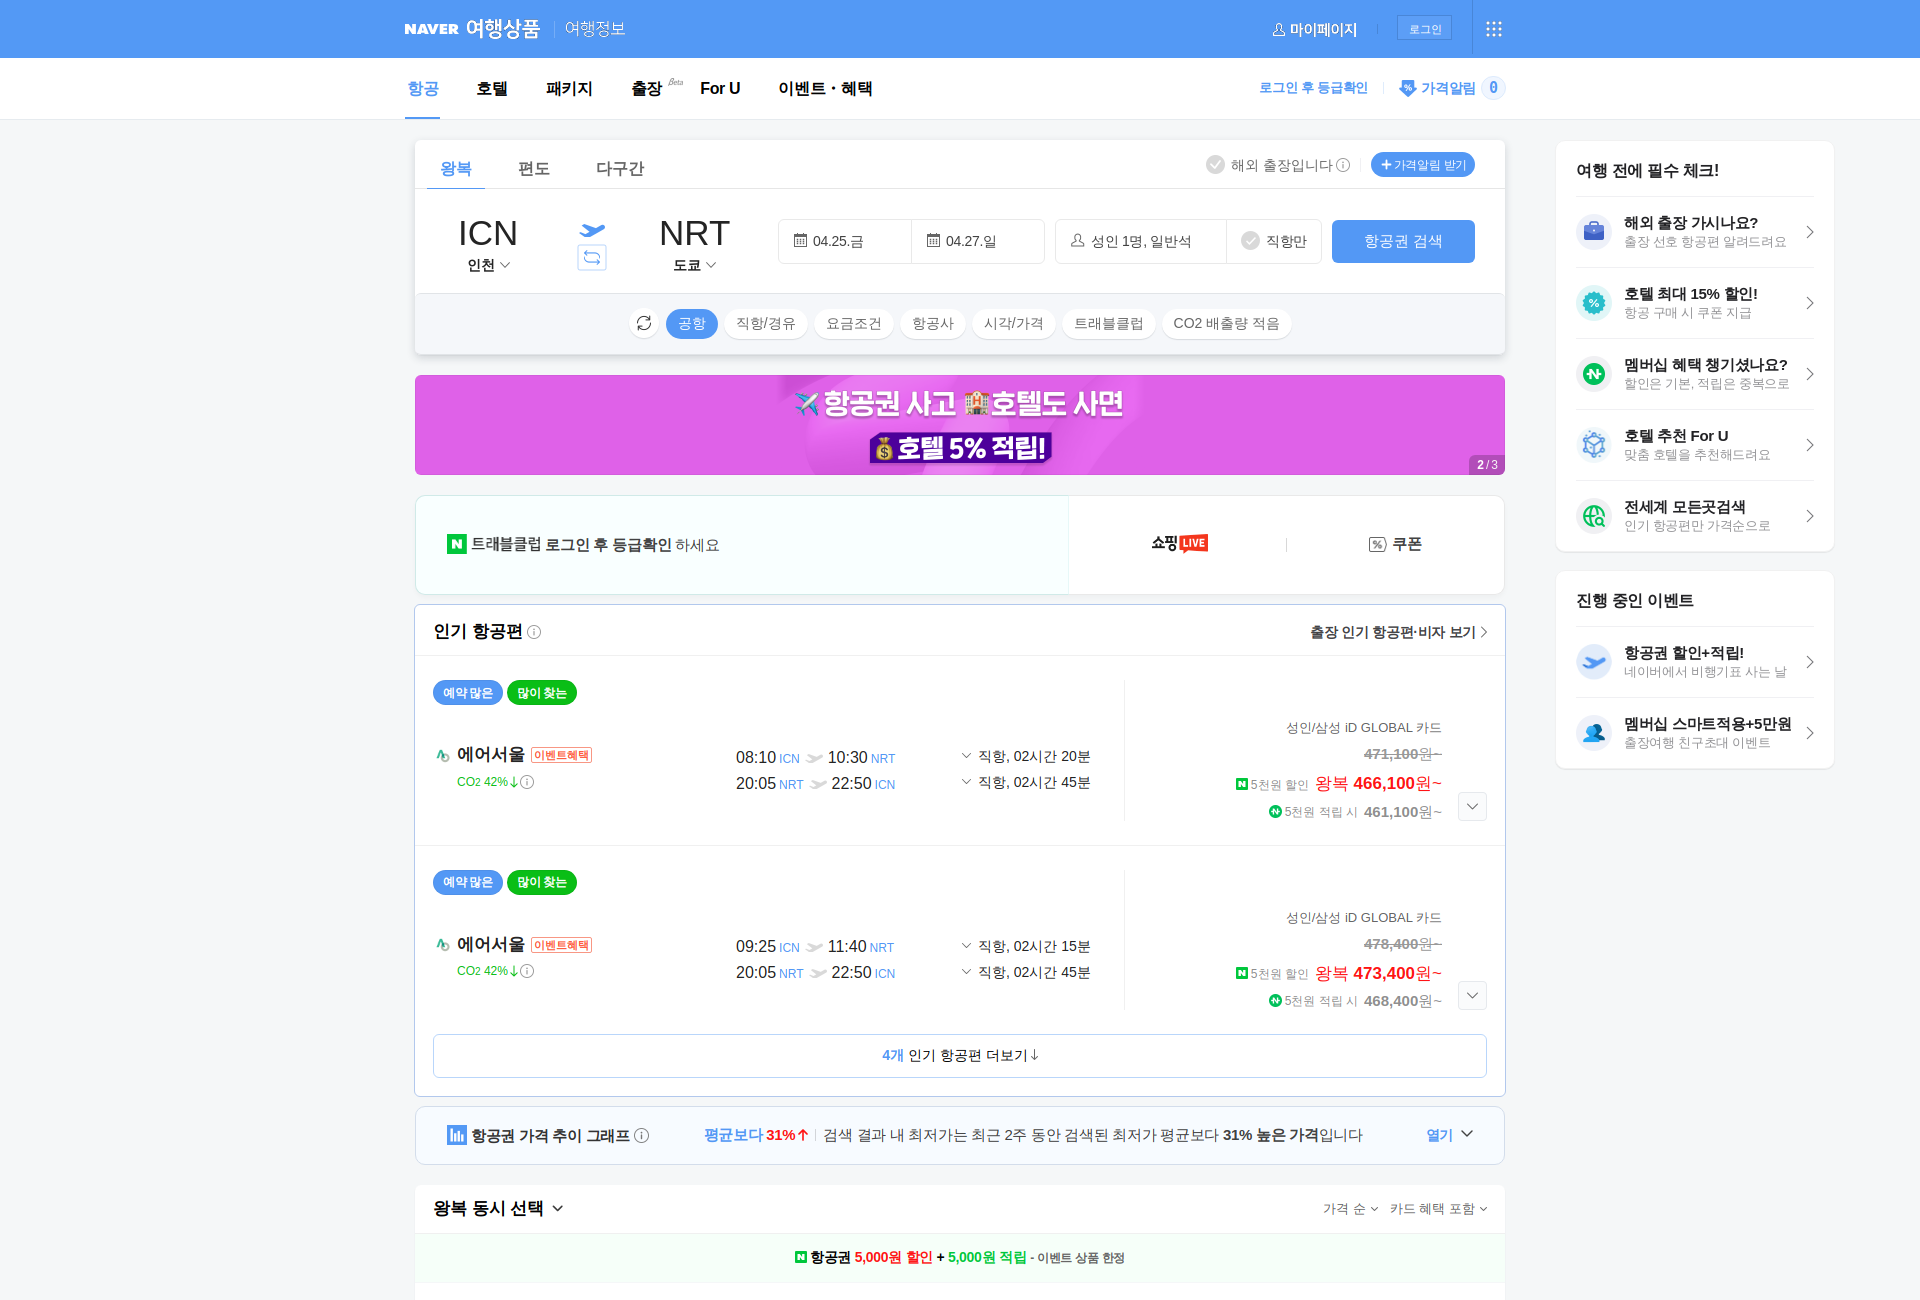 NAVER 여행상품 여행정보 마이페이지 로그인
항공 호텔 패키지 출장 Beta For U 이벤트・혜택 로그인 후 등급확인 가격알림 0
왕복 편도 다구간 해외 출장입니다 가격알림 받기
ICN NRT
인천 도쿄
04.25.금 04.27.일 성인 1명, 일반석 직항만 항공권 검색
공항 직항/경유 요금조건 항공사 시각/가격 트래블클럽 CO2 배출량 적음
항공권 사고 호텔도 사면
호텔 5% 적립!
2 / 3
트래블클럽 로그인 후 등급확인 하세요 쇼핑LIVE 쿠폰
인기 항공편 출장 인기 항공편·비자 보기
예약 많은 많이 찾는
성인/삼성 iD GLOBAL 카드
에어서울 이벤트혜택 08:10 ICN 10:30 NRT 직항, 02시간 20분 471,100원~
CO2 42%↓ 20:05 NRT 22:50 ICN 직항, 02시간 45분 5천원 할인 왕복 466,100원~
5천원 적립 시 461,100원~
예약 많은 많이 찾는
성인/삼성 iD GLOBAL 카드
에어서울 이벤트혜택 09:25 ICN 11:40 NRT 직항, 02시간 15분 478,400원~
CO2 42%↓ 20:05 NRT 22:50 ICN 직항, 02시간 45분 5천원 할인 왕복 473,400원~
5천원 적립 시 468,400원~
4개 인기 항공편 더보기↓
항공권 가격 추이 그래프 평균보다 31%↑ 검색 결과 내 최저가는 최근 2주 동안 검색된 최저가 평균보다 31% 높은 가격입니다 열기
왕복 동시 선택 가격 순 카드 혜택 포함
항공권 5,000원 할인 + 5,000원 적립 - 이벤트 상품 한정
여행 전에 필수 체크!
해외 출장 가시나요?
출장 선호 항공편 알려드려요
호텔 최대 15% 할인!
항공 구매 시 쿠폰 지급
멤버십 혜택 챙기셨나요?
할인은 기본, 적립은 중복으로
호텔 추천 For U
맞춤 호텔을 추천해드려요
전세계 모든곳검색
인기 항공편만 가격순으로
진행 중인 이벤트
항공권 할인+적립!
네이버에서 비행기표 사는 날
멤버십 스마트적용+5만원
출장여행 친구초대 이벤트